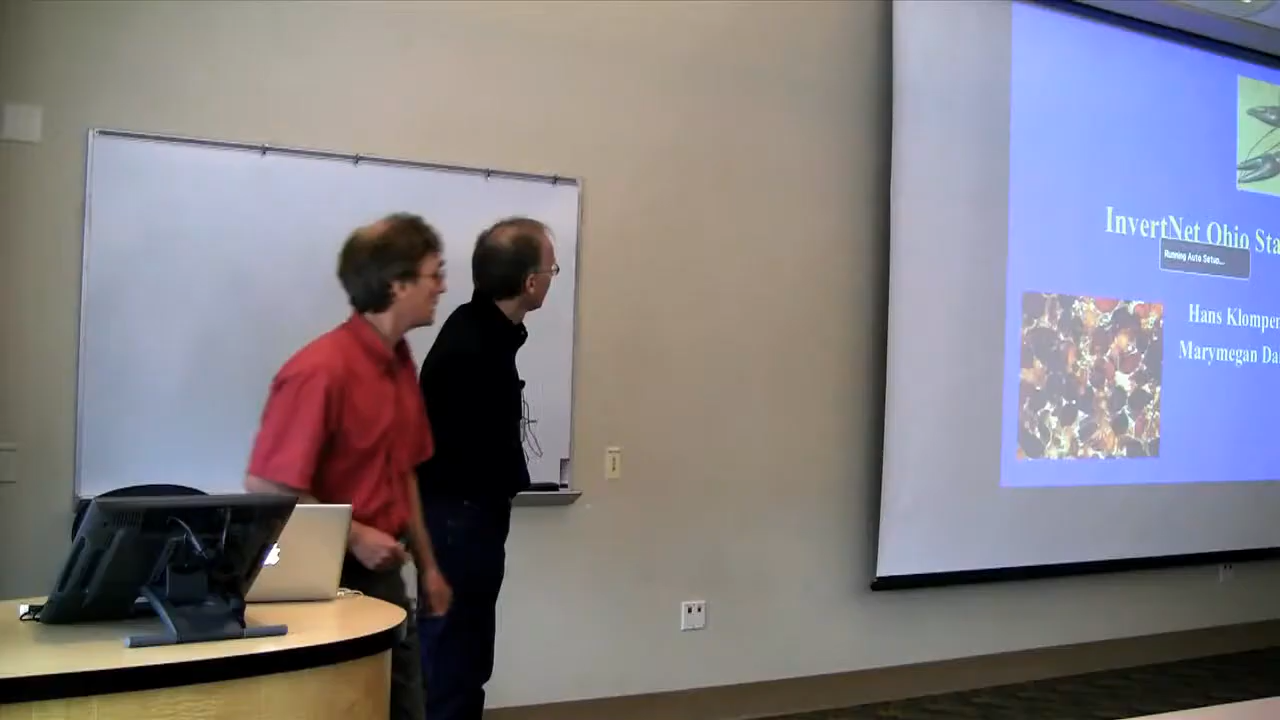 InvertNet Ohio Sta
Running Auto Setup...
Hans Klomper
Marymegan Da